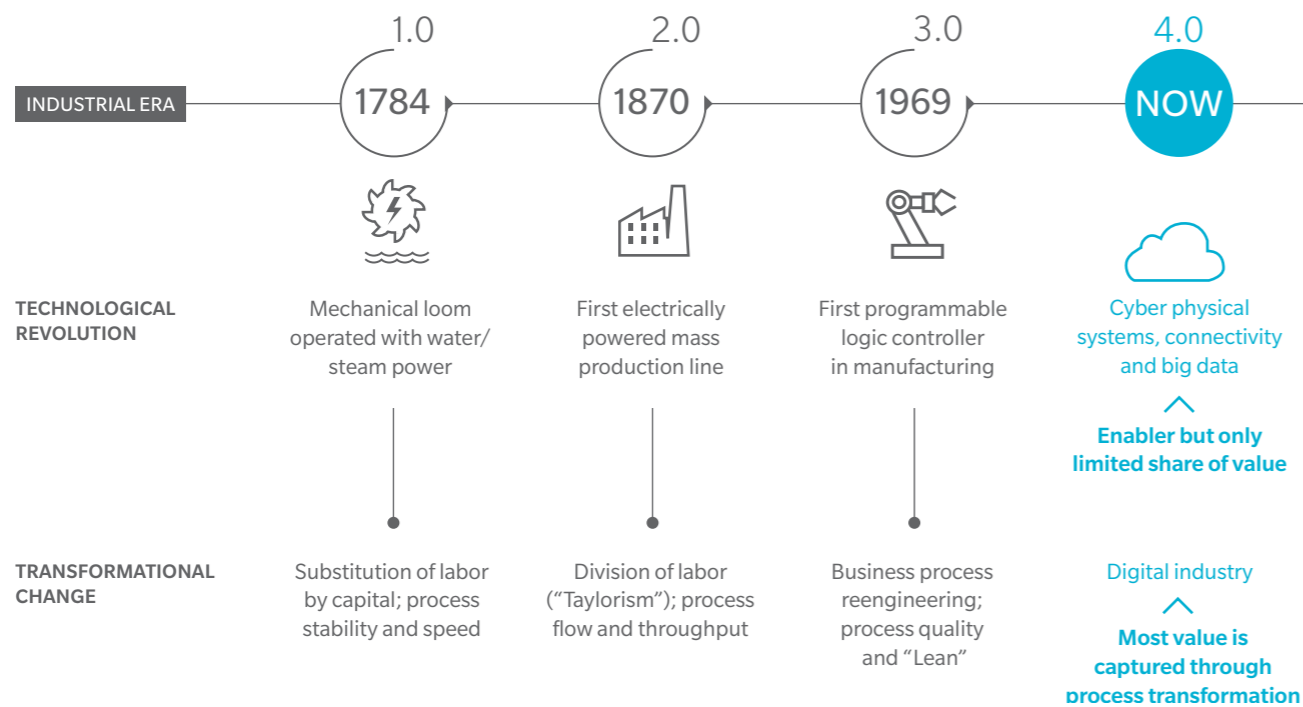 1.0
2.0
3.0
4.0
INDUSTRIAL ERA
1784
1870
1969
NOW
TECHNOLOGICAL
REVOLUTION
Mechanical loom
operated with water/
steam power
First electrically
powered mass
production line
First programmable
logic controller
in manufacturing
Cyber physical
systems, connectivity
and big data
Enabler but only
limited share of value
TRANSFORMATIONAL
CHANGE
Substitution of labor
by capital; process
stability and speed
Division of labor
(“Taylorism”); process
flow and throughput
Business process
reengineering;
process quality
and “Lean”
Digital industry
Most value is
captured through
process transformation